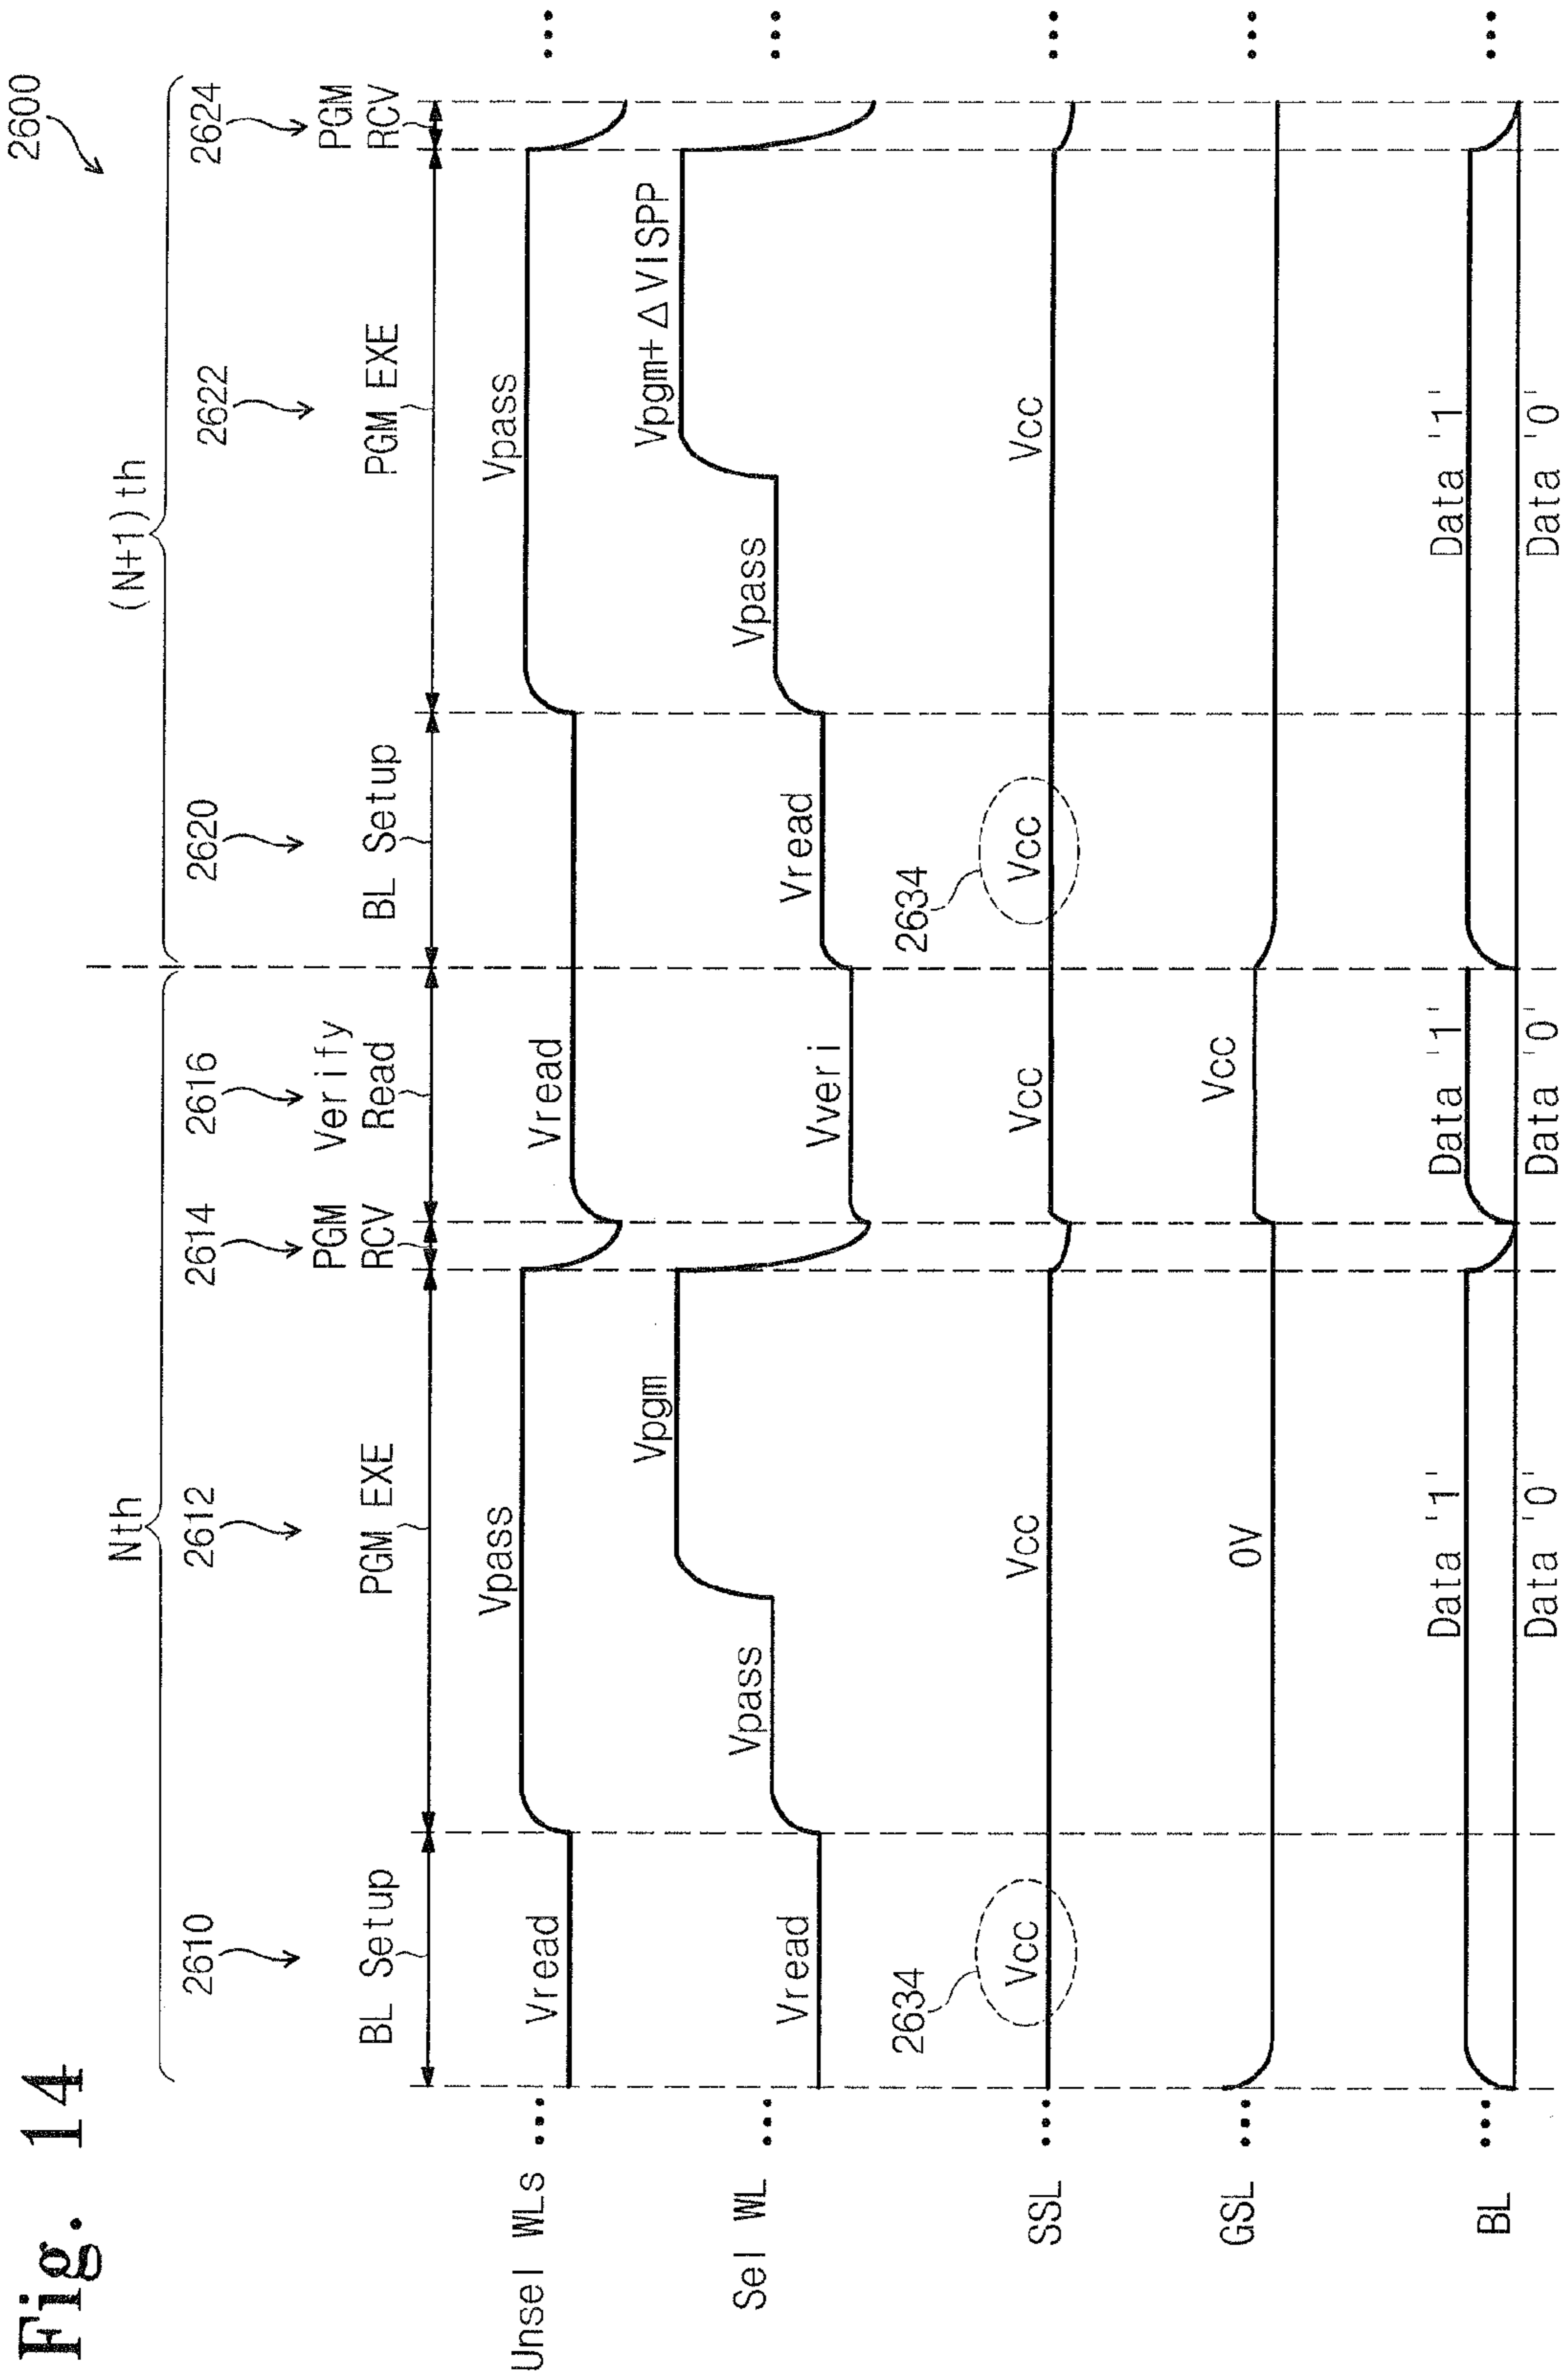 Fig. 14
2600
Nth
(N+1)th
2610
2612
2614
2616
2620
2622
2624
BL Setup
PGM EXE
PGM
RCV
Verify
Read
BL Setup
PGM EXE
PGM
RCV
Unsel WLs ...
Vread
Vpass
Vread
Vpass
...
Sel WL ...
Vread
Vpass
Vpgm
Vveri
Vread
Vpass
Vpgm+△VISPP
...
2634
2634
SSL ...
Vcc
Vcc
Vcc
Vcc
Vcc
...
GSL ...
0V
Vcc
...
BL ...
Data '1'
Data '1'
Data '1'
...
Data '0'
Data '0'
Data '0'